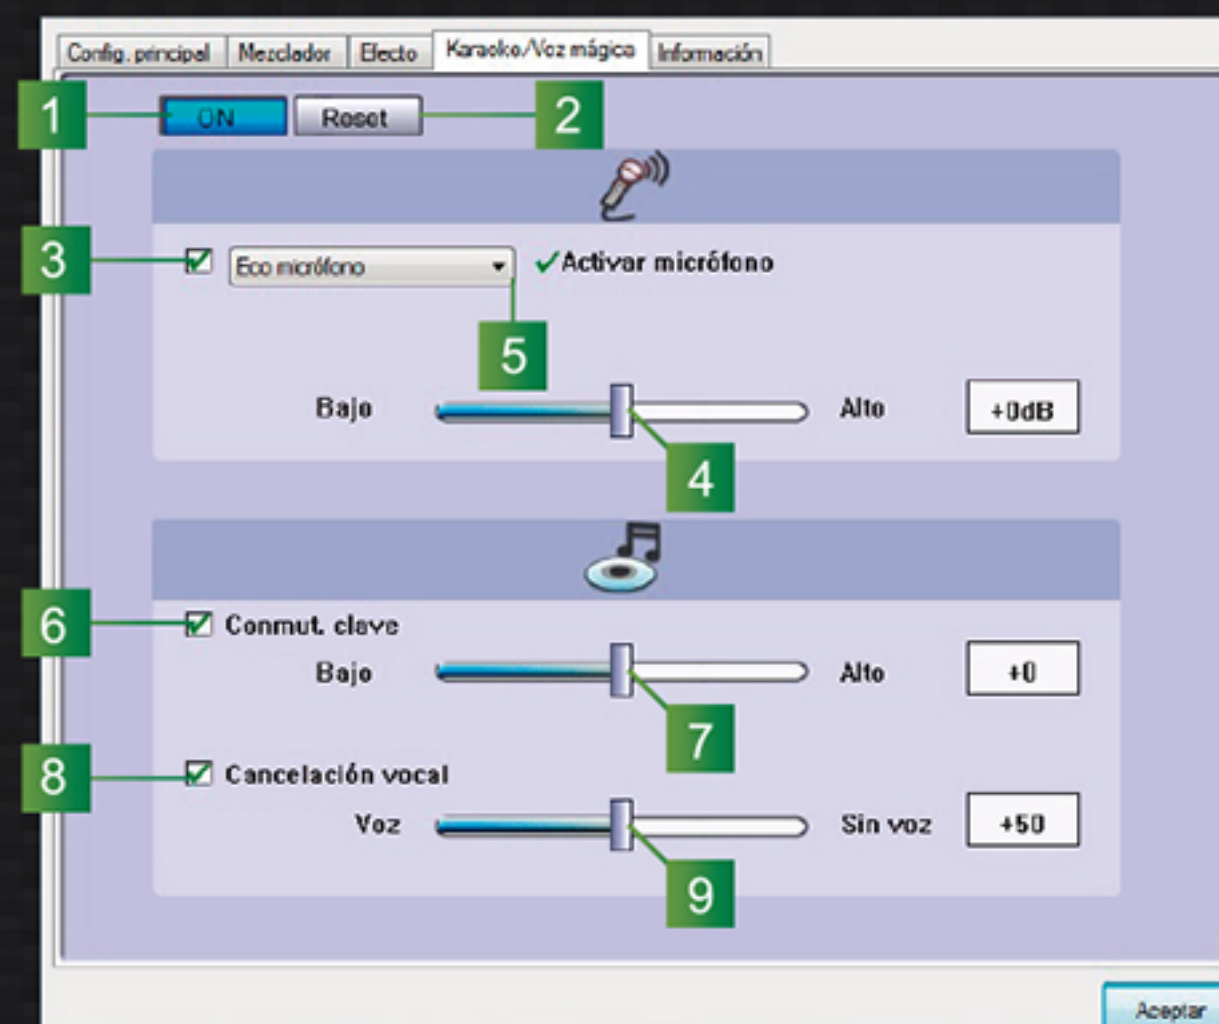 Config. principal Mezclador Efecto Karaoke/Voz mágica Información
1 ON Reset 2
3 Eco micrófono Activar micrófono
5
Bajo Alto +0dB
4
6 Conmut. clave
Bajo Alto +0
7
8 Cancelación vocal
Voz Sin voz +50
9
Aceptar